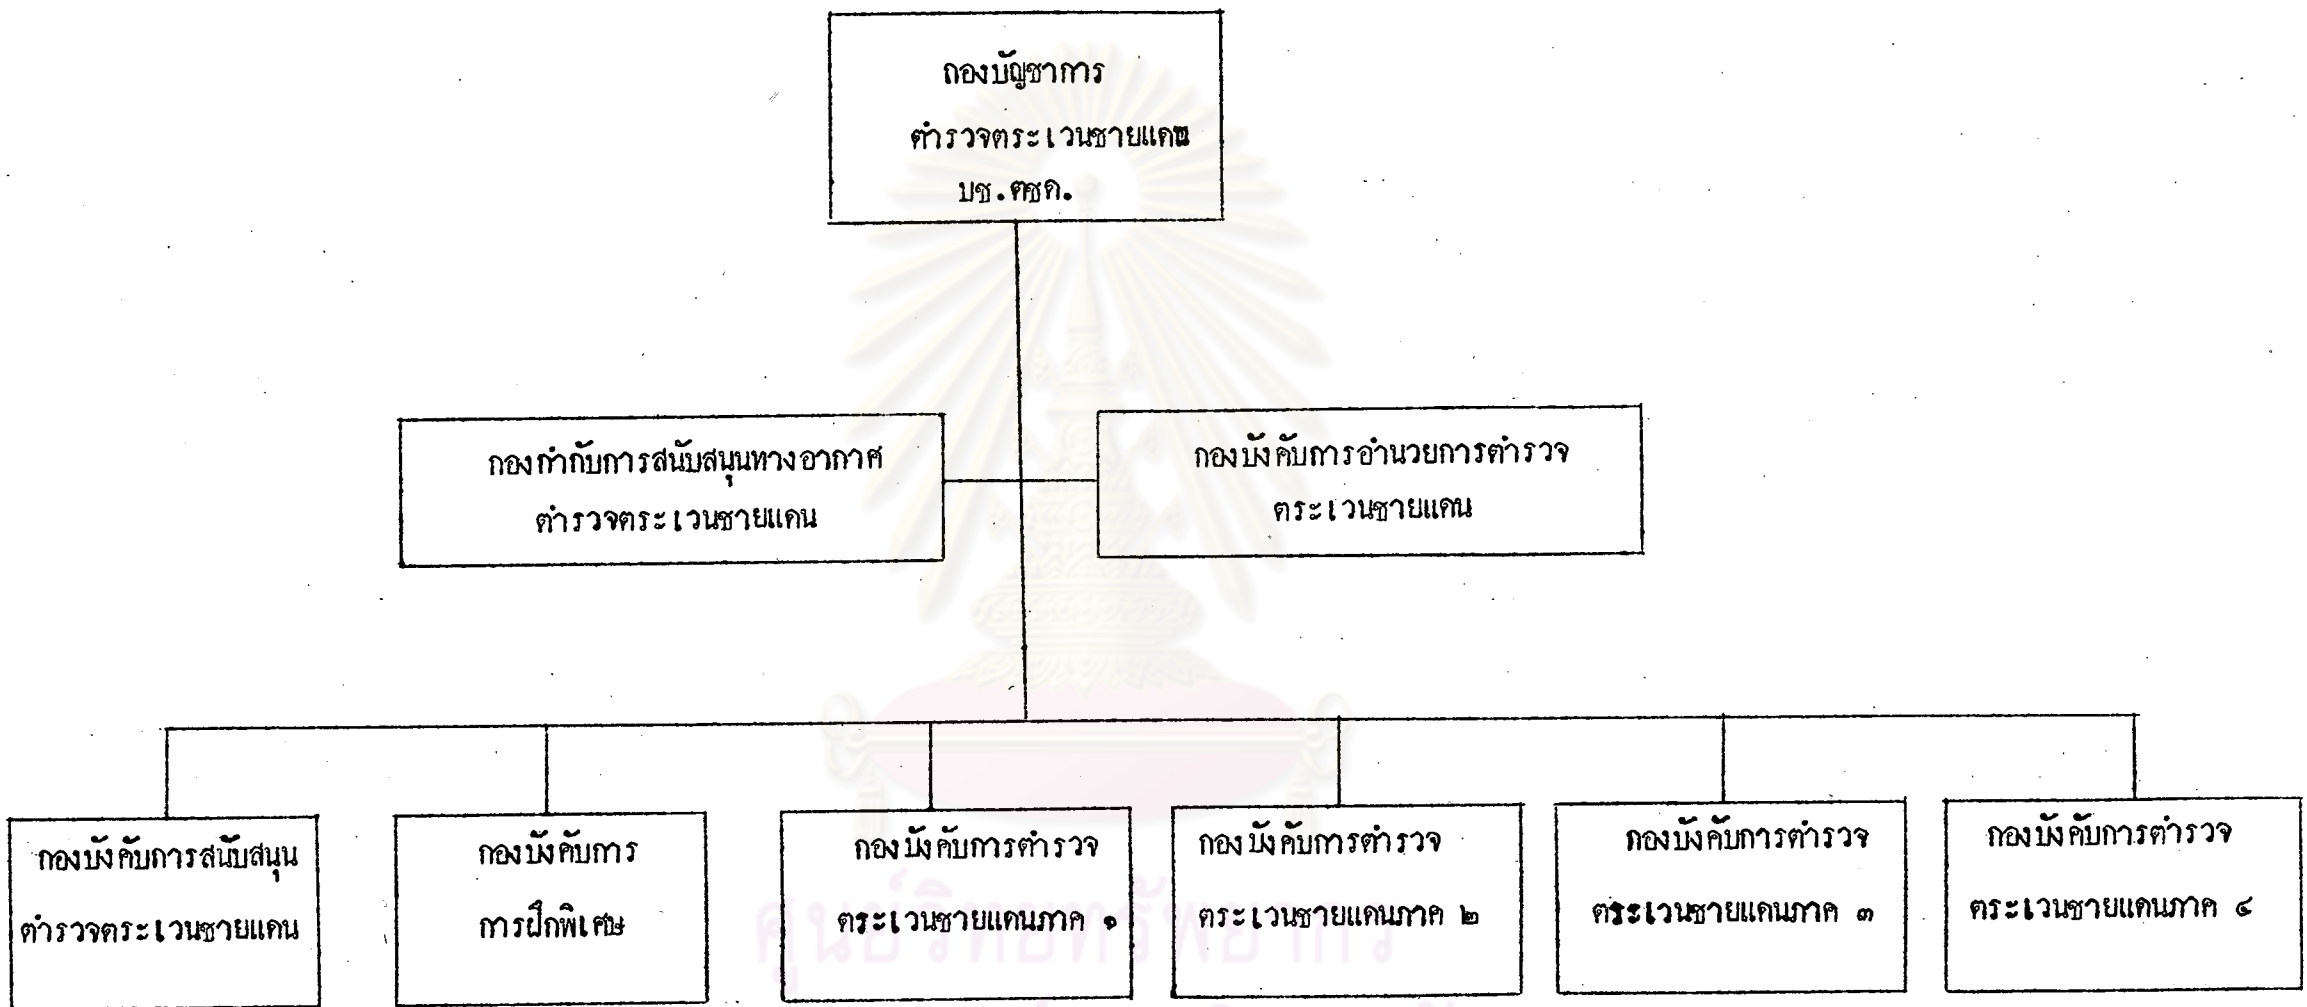 กองบัญชาการ
ตำรวจตระเวนชายแดน
บช.ตชด.
กองกำกับการสนับสนุนทางอากาศ
ตำรวจตระเวนชายแดน
กองบังคับการอำนวยการตำรวจ
ตระเวนชายแดน
กองบังคับการสนับสนุน
ตำรวจตระเวนชายแดน
กองบังคับการ
การฝึกพิเศษ
กองบังคับการตำรวจ
ตระเวนชายแดนภาค ๑
กองบังคับการตำรวจ
ตระเวนชายแดนภาค ๒
กองบังคับการตำรวจ
ตระเวนชายแดนภาค ๓
กองบังคับการตำรวจ
ตระเวนชายแดนภาค ๔
ศูนย์วิทยทรัพยากร